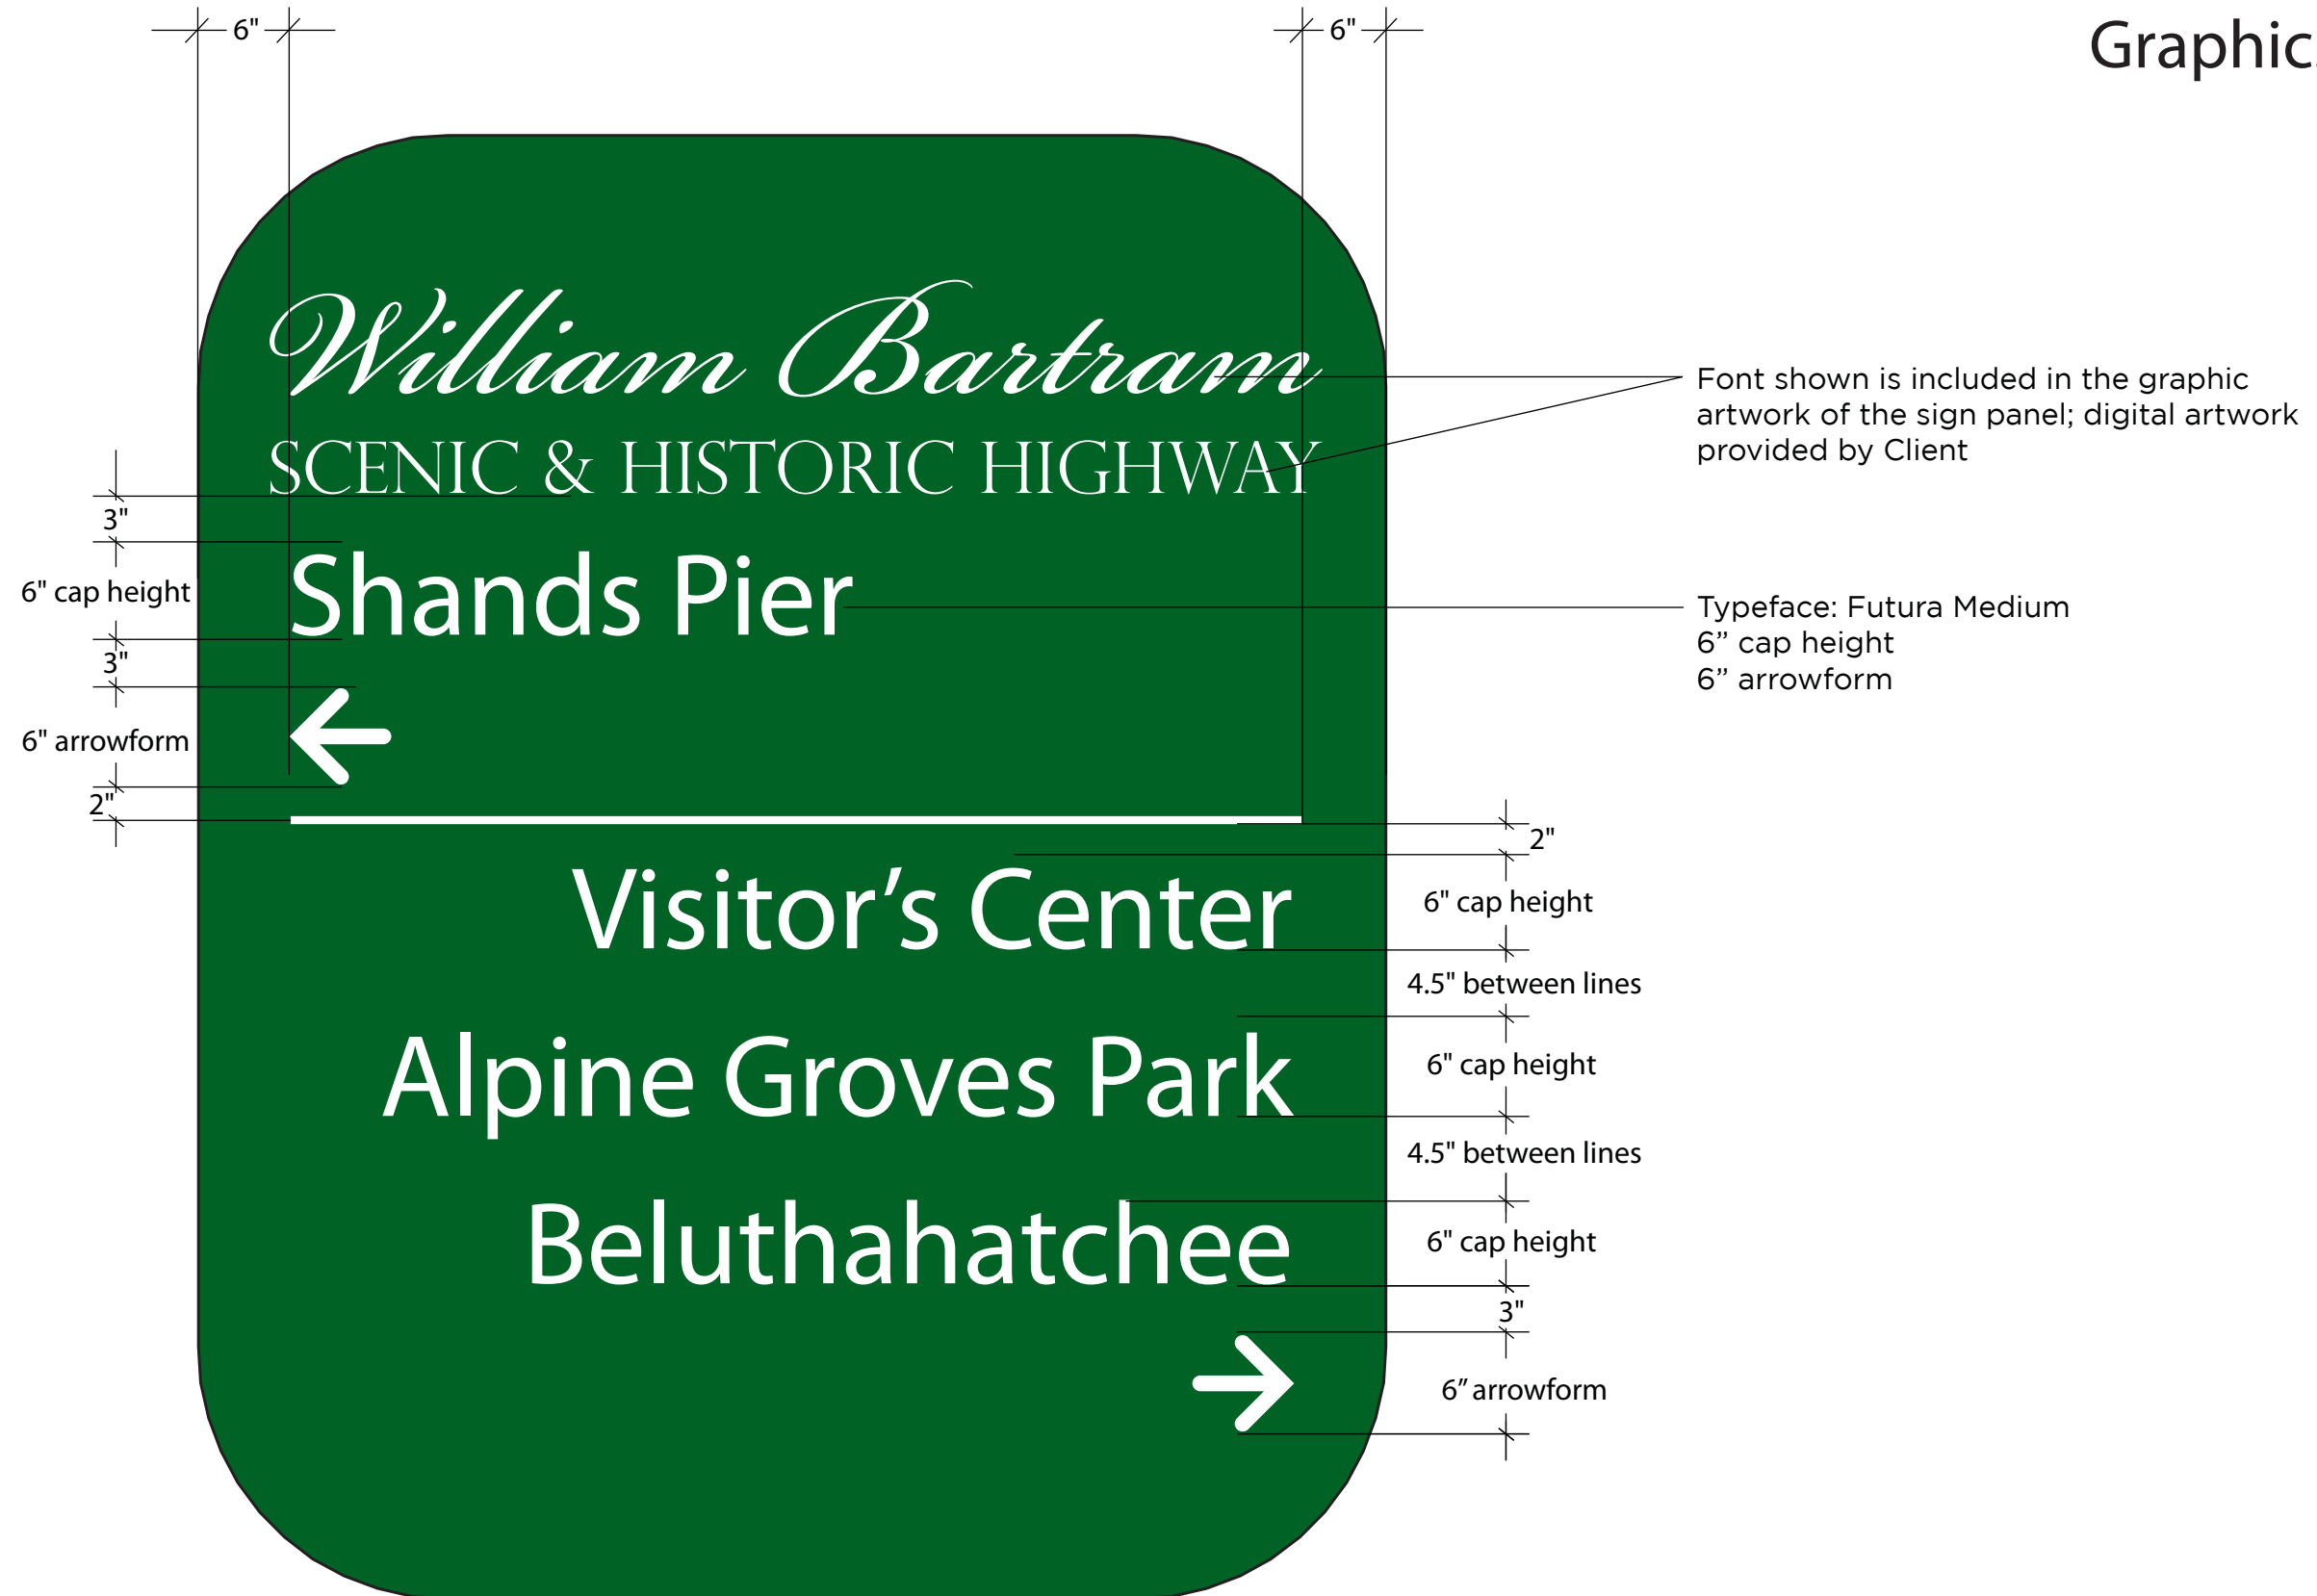 6" 6"
Graphic
William Bartram
SCENIC & HISTORIC HIGHWAY
Font shown is included in the graphic
artwork of the sign panel; digital artwork
provided by Client
3"
6" cap height
Shands Pier
Typeface: Futura Medium
6” cap height
6” arrowform
3"
6" arrowform
2"
2"
Visitor’s Center
6" cap height
4.5" between lines
Alpine Groves Park
6" cap height
4.5" between lines
Beluthahatchee
6" cap height
3"
6” arrowform